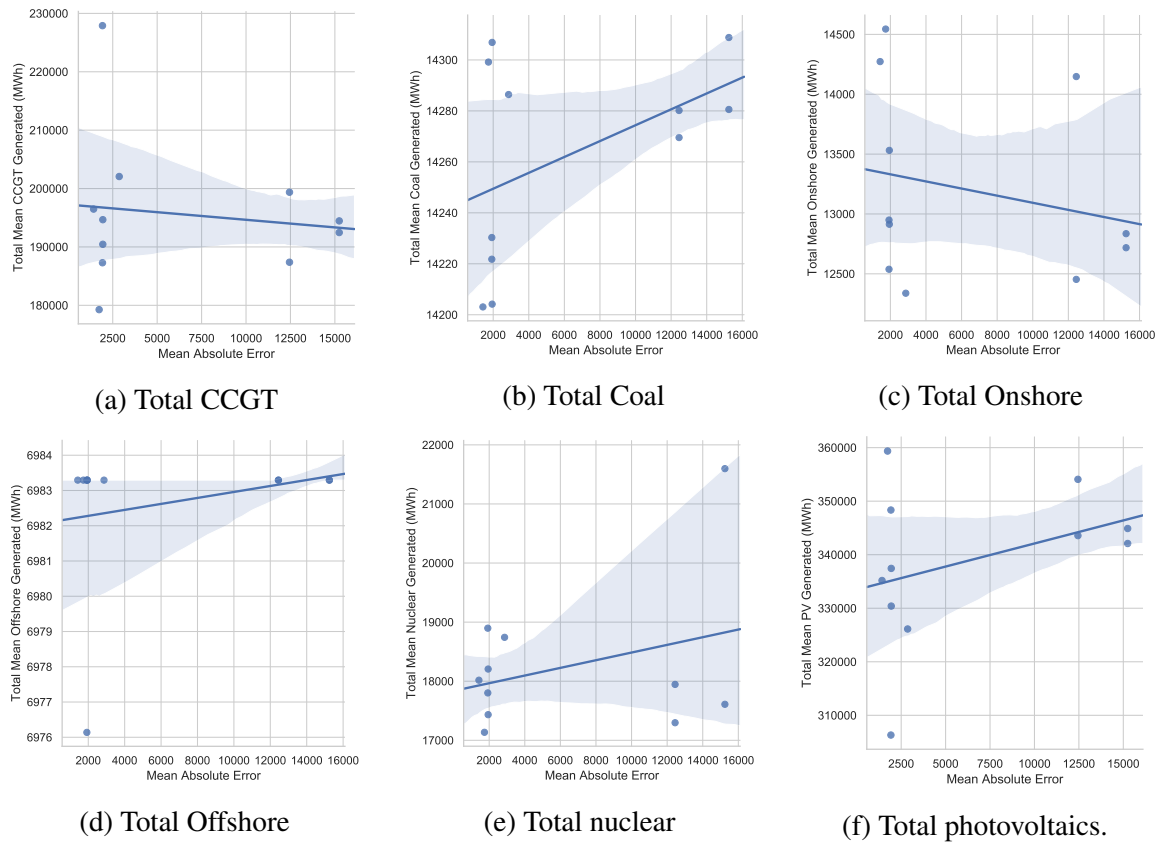 230000
220000
210000
200000
190000
180000
Total Mean CCGT Generated (MWh)
2500 5000 7500 10000 12500 15000
Mean Absolute Error
(a) Total CCGT
14300
14280
14260
14240
14220
14200
Total Mean Coal Generated (MWh)
2000 4000 6000 8000 10000 12000 14000 16000
Mean Absolute Error
(b) Total Coal
14500
14000
13500
13000
12500
Total Mean Onshore Generated (MWh)
2000 4000 6000 8000 10000 12000 14000 16000
Mean Absolute Error
(c) Total Onshore
6984
6983
6982
6981
6980
6979
6978
6977
6976
Total Mean Offshore Generated (MWh)
2000 4000 6000 8000 10000 12000 14000 16000
Mean Absolute Error
(d) Total Offshore
22000
21000
20000
19000
18000
17000
Total Mean Nuclear Generated (MWh)
2000 4000 6000 8000 10000 12000 14000 16000
Mean Absolute Error
(e) Total nuclear
360000
350000
340000
330000
320000
310000
Total Mean PV Generated (MWh)
2500 5000 7500 10000 12500 15000
Mean Absolute Error
(f) Total photovoltaics.